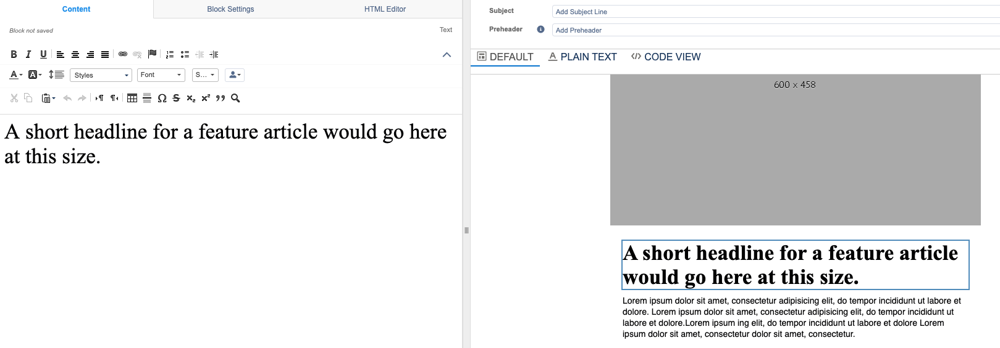 Content
Block Settings
HTML Editor
Block not saved
Text
B I U
A A Styles Font S...
S x₂ x²
A short headline for a feature article would go here
at this size.
Subject
Add Subject Line
Preheader
Add Preheader
DEFAULT
A PLAIN TEXT
</> CODE VIEW
600 x 458
A short headline for a feature article
would go here at this size.
Lorem ipsum dolor sit amet, consectetur adipisicing elit, do tempor incididunt ut labore et
dolore. Lorem ipsum dolor sit amet, consectetur adipisicing elit, do tempor incididunt ut
labore et dolore.Lorem ipsum ing elit, do tempor incididunt ut labore et dolore Lorem
ipsum dolor sit amet, consectetur dolor sit amet, consectetur.